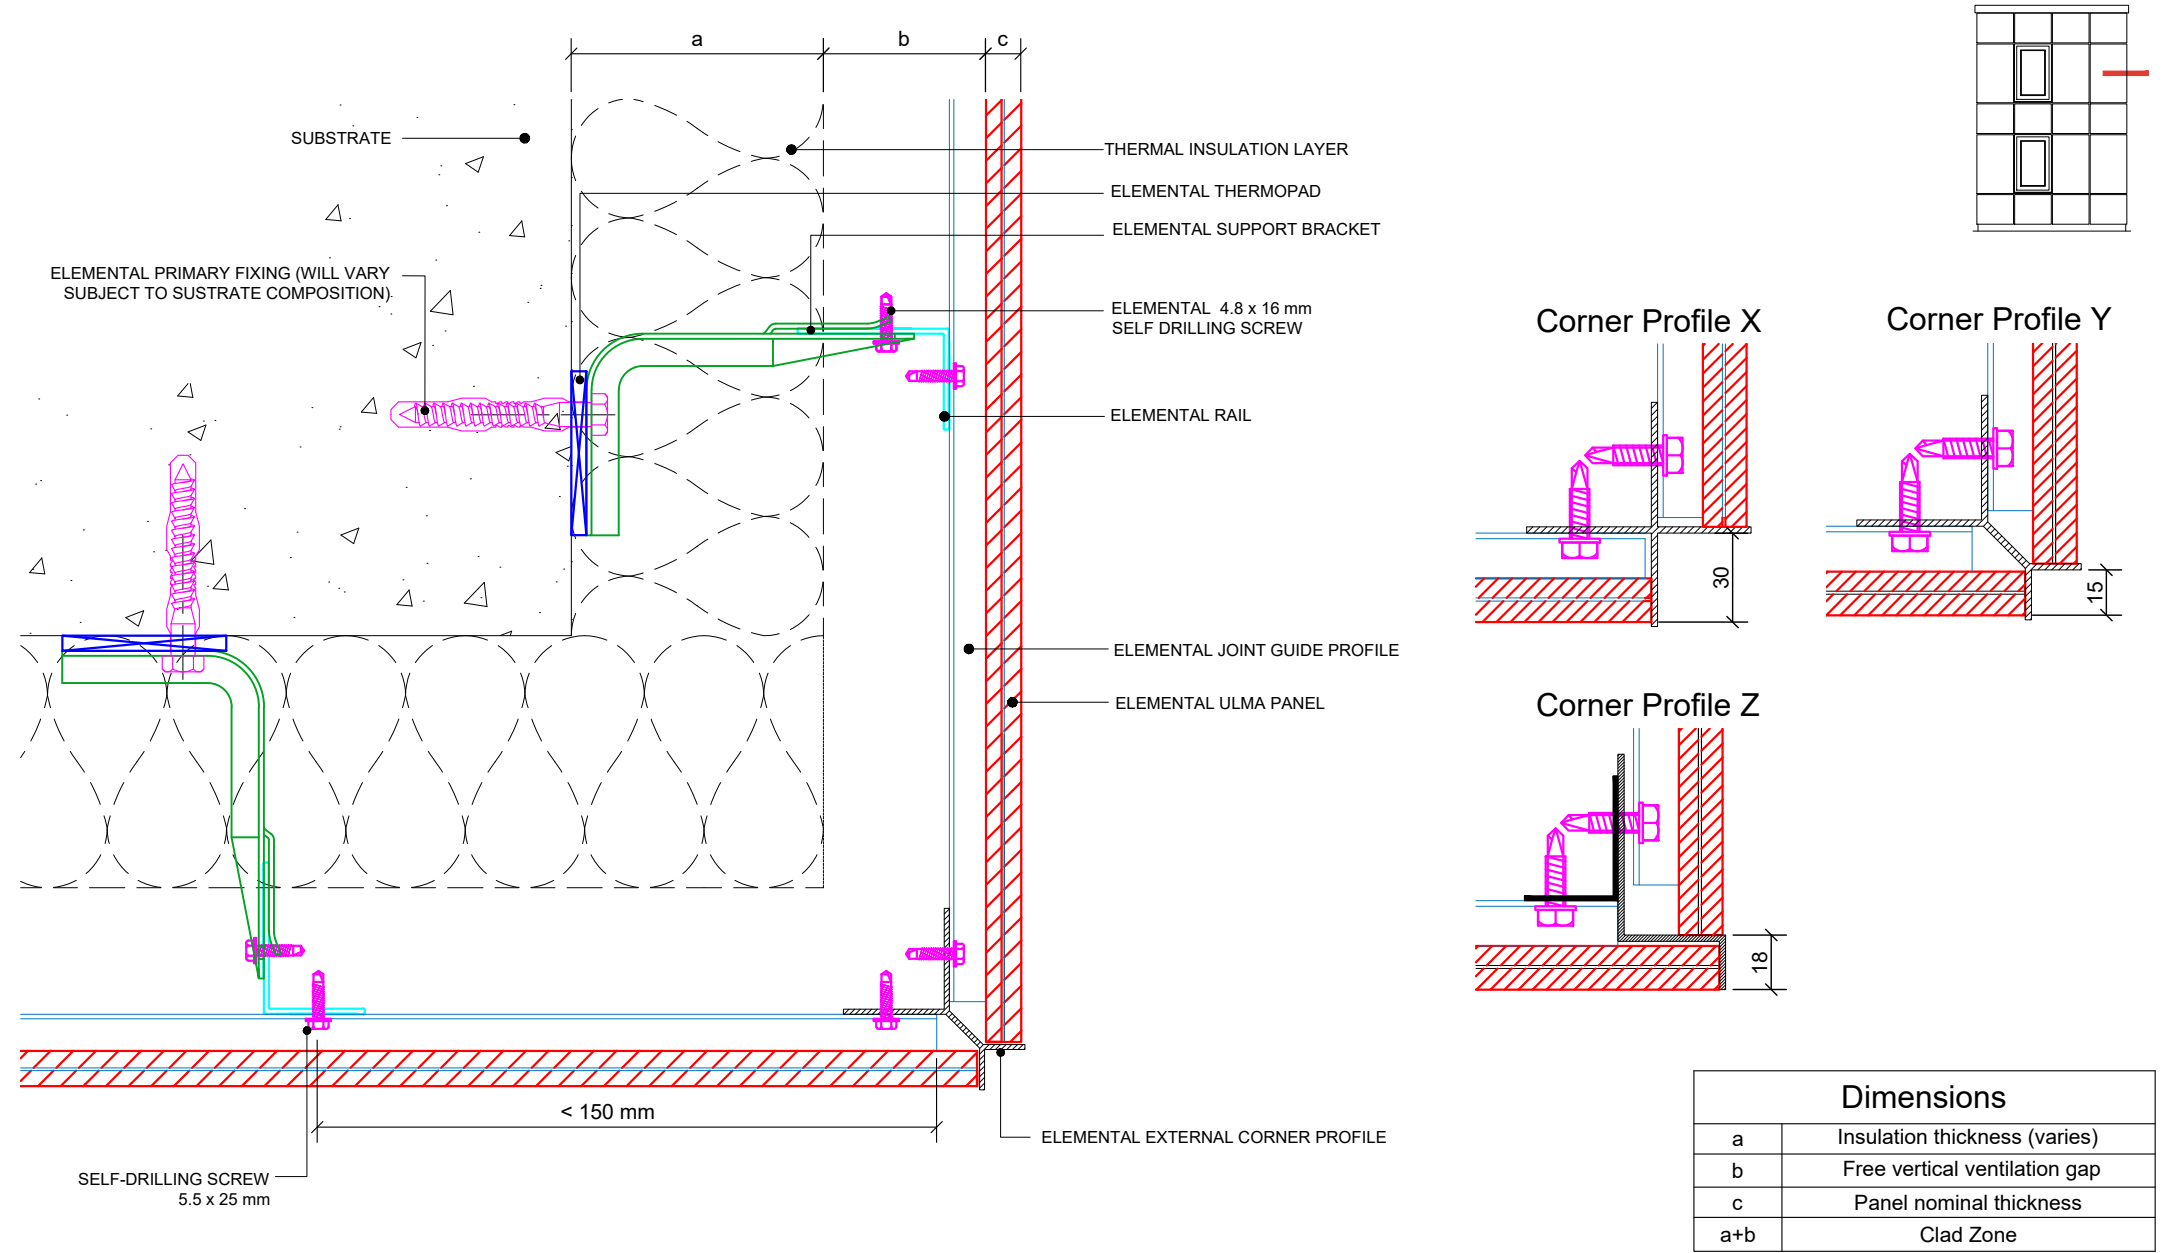 a
b
c
SUBSTRATE
THERMAL INSULATION LAYER
ELEMENTAL THERMOPAD
ELEMENTAL SUPPORT BRACKET
ELEMENTAL PRIMARY FIXING (WILL VARY
SUBJECT TO SUSTRATE COMPOSITION)
ELEMENTAL 4.8 x 16 mm
SELF DRILLING SCREW
ELEMENTAL RAIL
ELEMENTAL JOINT GUIDE PROFILE
ELEMENTAL ULMA PANEL
< 150 mm
ELEMENTAL EXTERNAL CORNER PROFILE
SELF-DRILLING SCREW
5.5 x 25 mm
Corner Profile X
30
Corner Profile Y
15
Corner Profile Z
18
Dimensions
a Insulation thickness (varies)
b Free vertical ventilation gap
c Panel nominal thickness
a+b Clad Zone